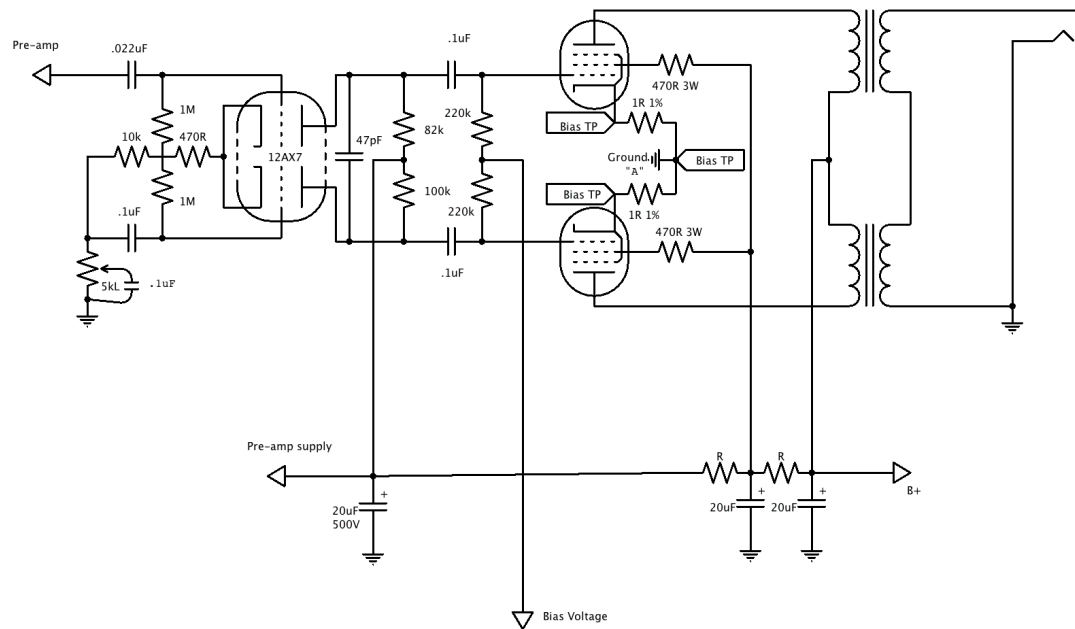 Pre-amp
.022uF
.1uF
1M
10k
470R
12AX7
47pF
82k
220k
470R 3W
1R 1%
Bias TP
Ground
"A"
Bias TP
Bias TP
1R 1%
1M
100k
220k
.1uF
470R 3W
.1uF
5kL
.1uF
Pre-amp supply
R
R
B+
20uF
500V
20uF
20uF
Bias Voltage
+
+
+